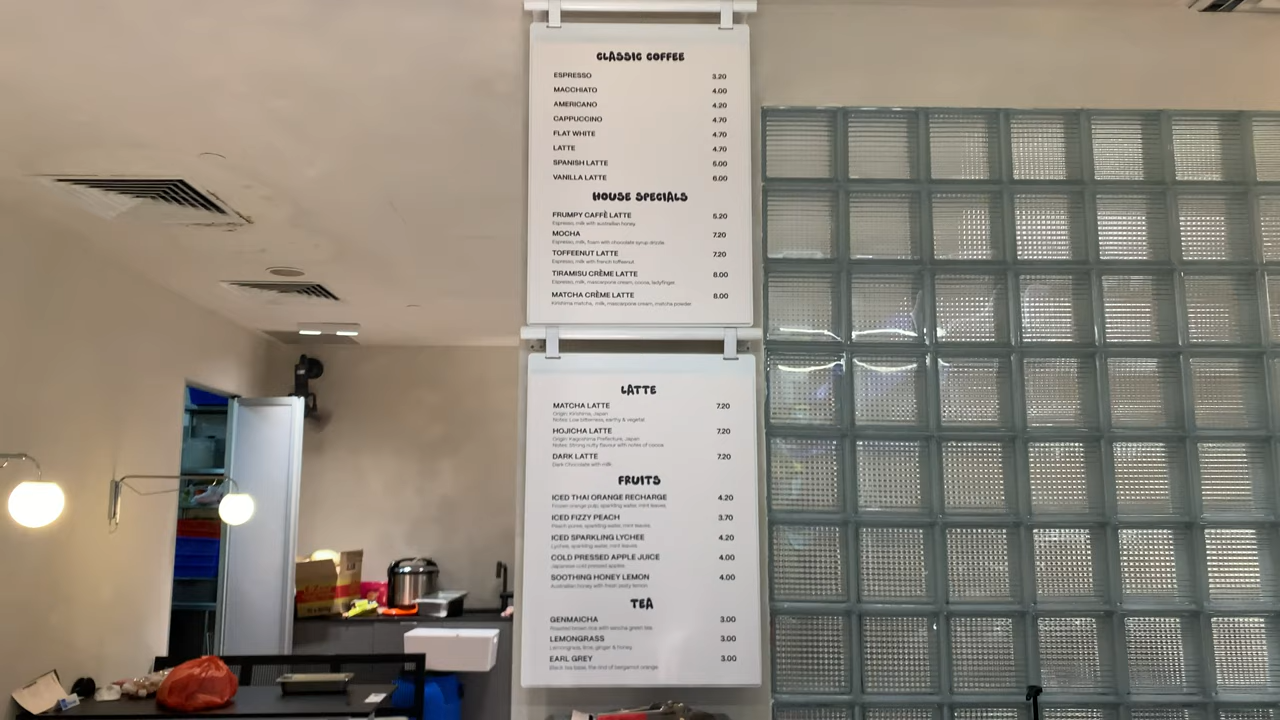 CLASSIC COFFEE
ESPRESSO 3.20
MACCHIATO 4.00
AMERICANO 4.20
CAPPUCCINO 4.70
FLAT WHITE 4.70
LATTE 4.70
SPANISH LATTE 6.00
VANILLA LATTE 6.00
HOUSE SPECIALS
FRUMPY CAFFÈ LATTE 5.20
Espresso, milk with australian honey
MOCHA 7.20
Espresso, milk, foam with chocolate syrup drizzle
TOFFEENUT LATTE 7.20
Espresso, milk with french toffeenut
TIRAMISU CRÈME LATTE 8.00
Espresso, milk, mascarpone cream, cocoa, ladyfinger
MATCHA CRÈME LATTE 8.00
Kirishima matcha, milk, mascarpone cream, matcha powder
LATTE
MATCHA LATTE 7.20
Origin: Kirishima, Japan
Notes: Low bitterness, earthy & vegetal
HOJICHA LATTE 7.20
Origin: Kagoshima Prefecture, Japan
Notes: Strong nutty flavour with notes of cocoa
DARK LATTE 7.20
Dark Chocolate with milk
FRUITS
ICED THAI ORANGE RECHARGE 4.20
Frozen orange pulp, sparkling water, mint leaves
ICED FIZZY PEACH 3.70
Peach puree, sparkling water, mint leaves
ICED SPARKLING LYCHEE 4.20
Lychee, sparkling water, mint leaves
COLD PRESSED APPLE JUICE 4.00
Japanese cold pressed apples
SOOTHING HONEY LEMON 4.00
Australian honey with fresh zesty lemon
TEA
GENMAICHA 3.00
Roasted brown rice with sencha green tea
LEMONGRASS 3.00
Lemongrass, lime, ginger & honey
EARL GREY 3.00
Black tea base, the rind of bergamot orange